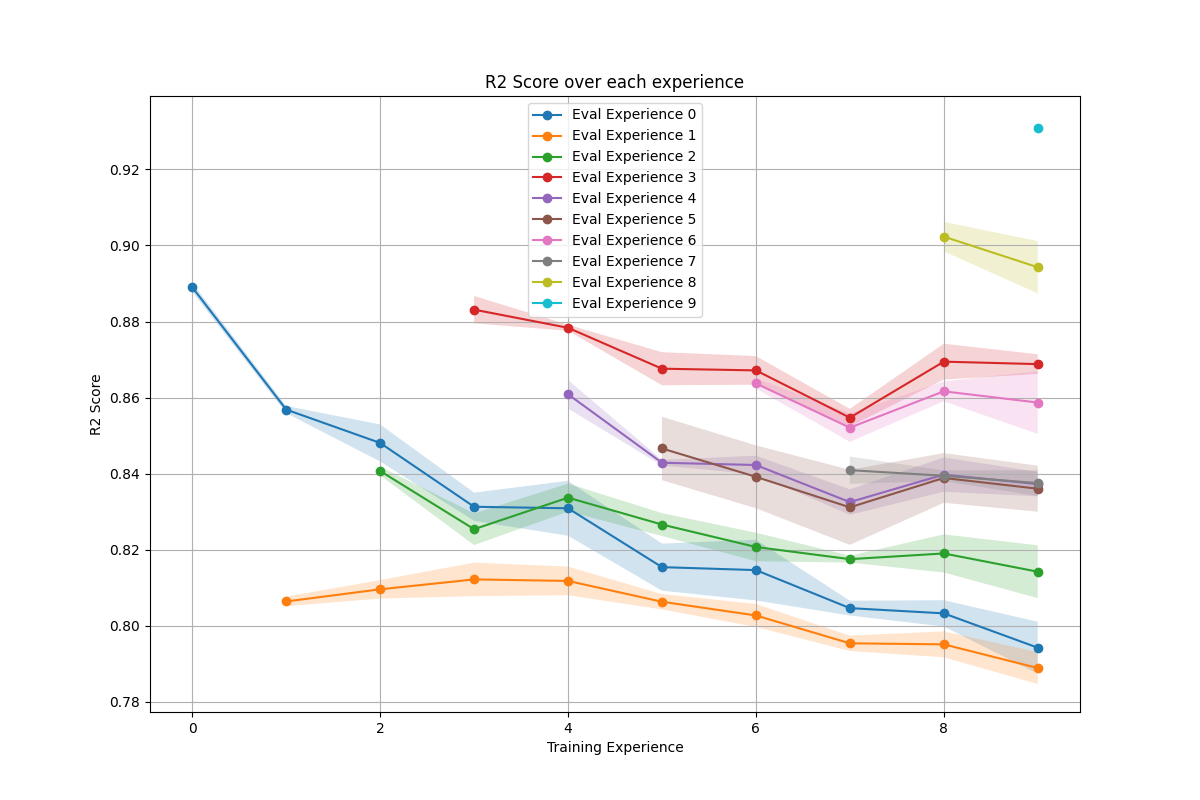 R2 Score over each experience
Eval Experience 0
Eval Experience 1
Eval Experience 2
Eval Experience 3
Eval Experience 4
Eval Experience 5
Eval Experience 6
Eval Experience 7
Eval Experience 8
Eval Experience 9
R2 Score
0.92
0.90
0.88
0.86
0.84
0.82
0.80
0.78
0 2 4 6 8
Training Experience